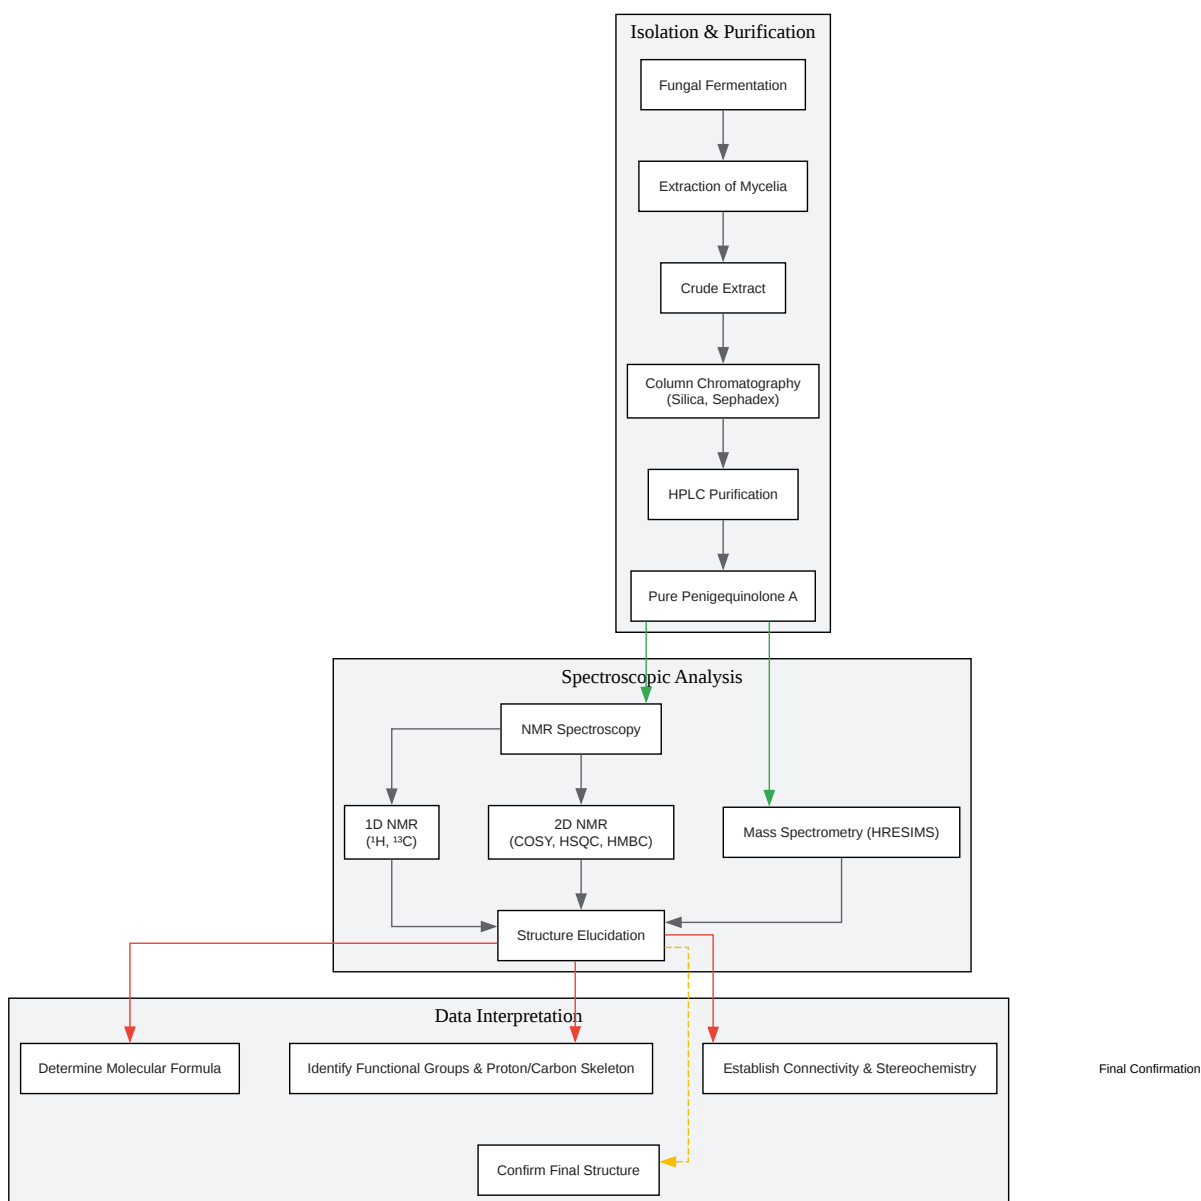 Isolation & Purification
Fungal Fermentation
Extraction of Mycelia
Crude Extract
Column Chromatography
(Silica, Sephadex)
HPLC Purification
Pure Penigequinolone A
Spectroscopic Analysis
NMR Spectroscopy
1D NMR
(¹H, ¹³C)
2D NMR
(COSY, HSQC, HMBC)
Mass Spectrometry (HRESIMS)
Structure Elucidation
Data Interpretation
Determine Molecular Formula
Identify Functional Groups & Proton/Carbon Skeleton
Establish Connectivity & Stereochemistry
Final Confirmation
Confirm Final Structure